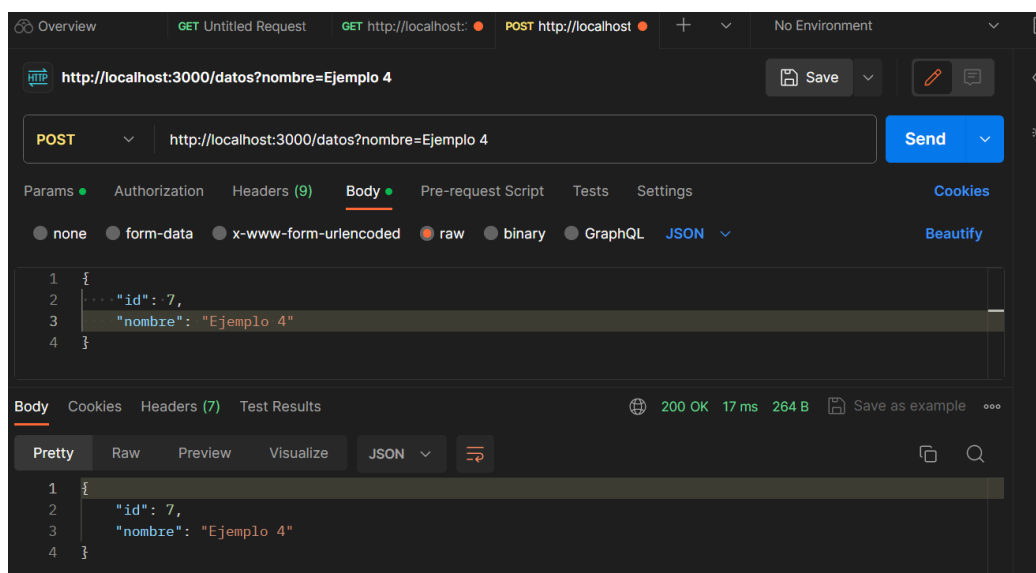 Overview GET Untitled Request GET http://localhost: POST http://localhost No Environment
HTTP http://localhost:3000/datos?nombre=Ejemplo 4 Save
POST http://localhost:3000/datos?nombre=Ejemplo 4 Send
Params Authorization Headers (9) Body Pre-request Script Tests Settings Cookies
none form-data x-www-form-urlencoded raw binary GraphQL JSON Beautify
1 {
2 "id": 7,
3 "nombre": "Ejemplo 4"
4 }
Body Cookies Headers (7) Test Results 200 OK 17 ms 264 B Save as example
Pretty Raw Preview Visualize JSON
1 {
2 "id": 7,
3 "nombre": "Ejemplo 4"
4 }